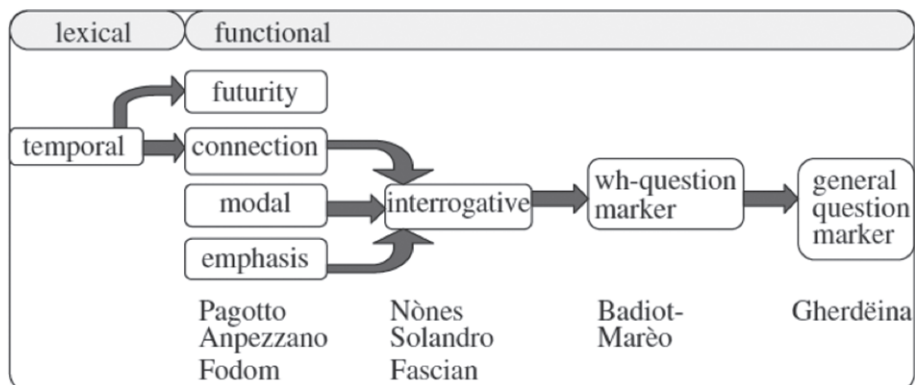 lexical
functional
futurity
temporal
connection
modal
interrogative
emphasis
wh-question
marker
general
question
marker
Pagotto
Anpezzano
Fodom
Nònes
Solandro
Fascian
Badiot-
Marèo
Gherdëina